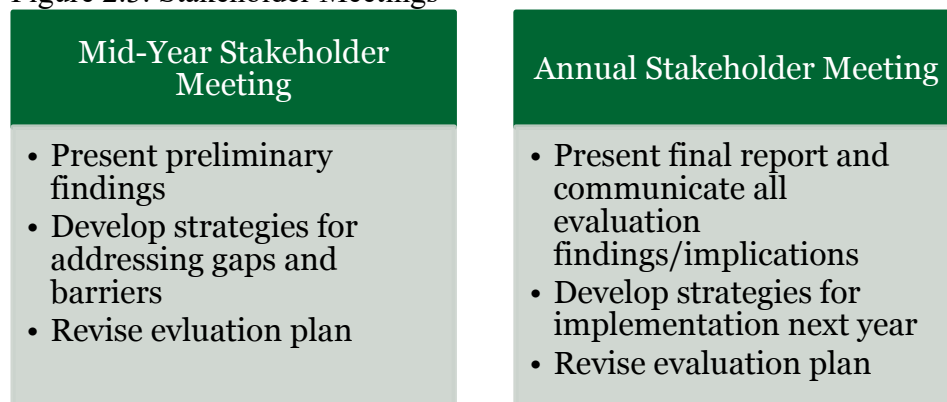 Figure 2.3: Stakeholder Meetings
Mid-Year Stakeholder
Meeting
• Present preliminary
findings
• Develop strategies for
addressing gaps and
barriers
• Revise evluation plan
Annual Stakeholder Meeting
• Present final report and
communicate all
evaluation
findings/implications
• Develop strategies for
implementation next year
• Revise evaluation plan